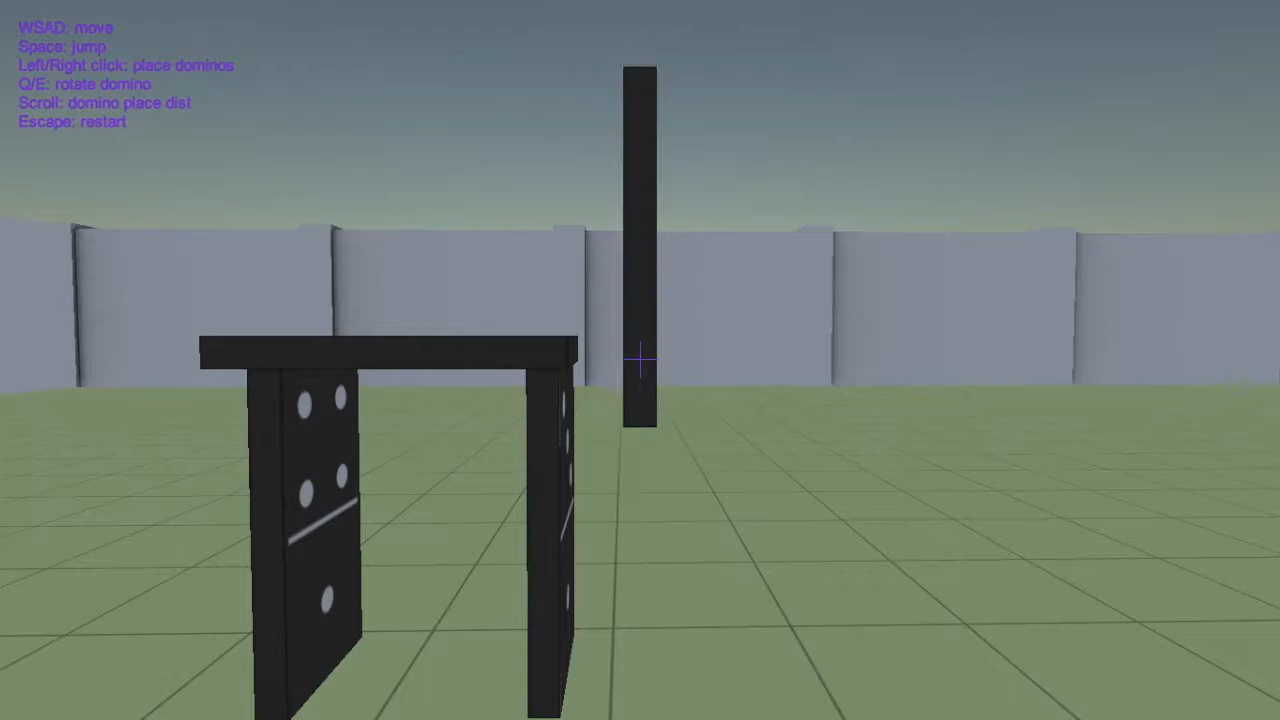 WSAD: move
Space: jump
Left/Right click: place dominos
Q/E: rotate domino
Scroll: domino place dist
Escape: restart